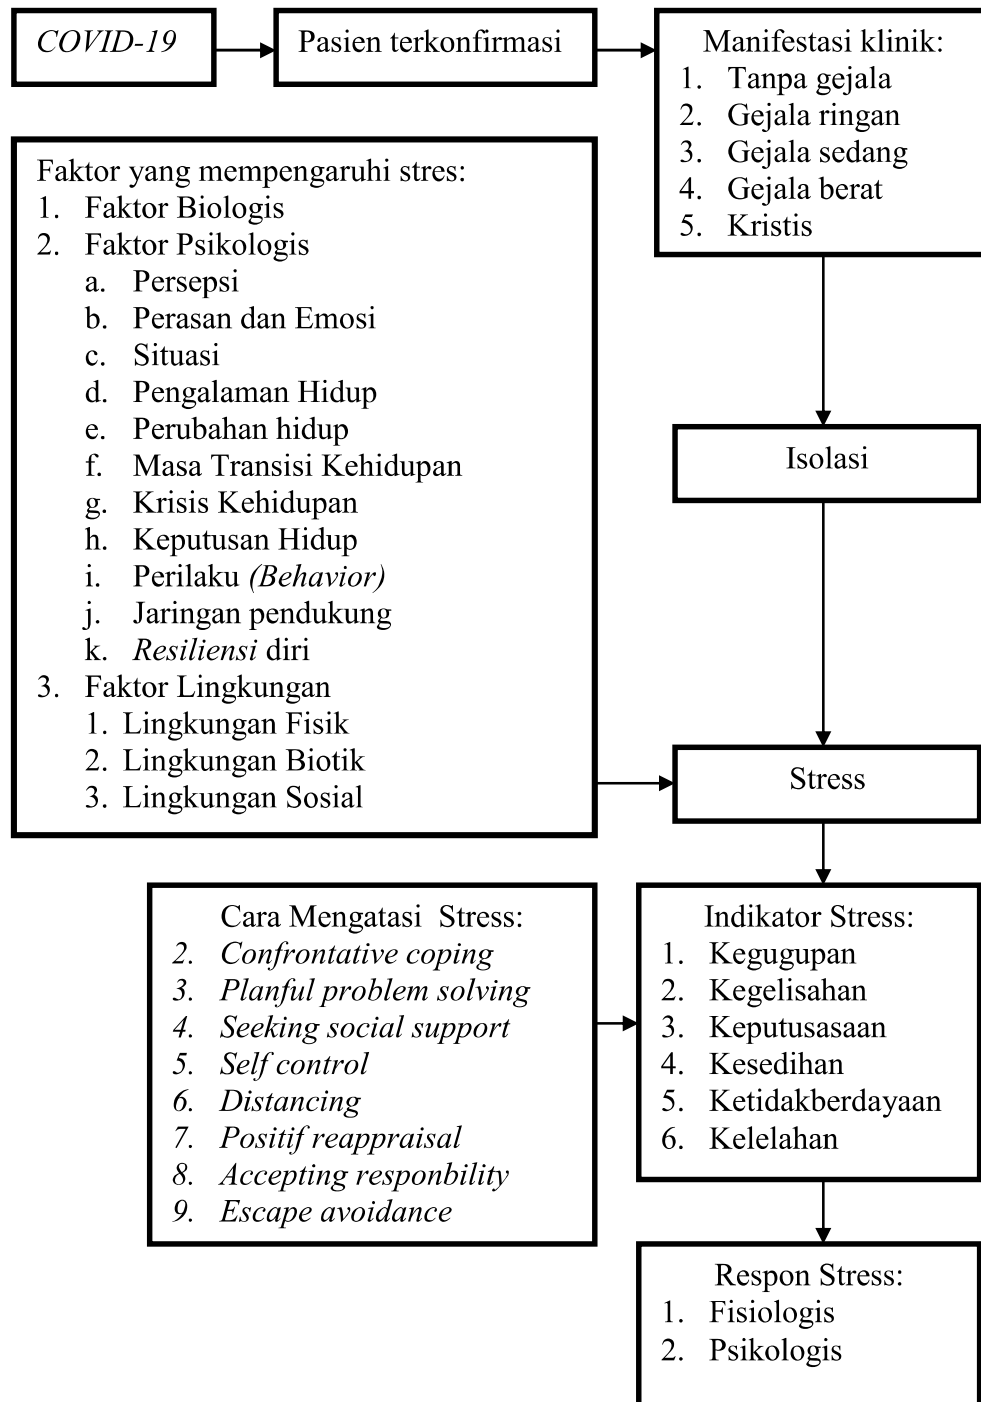 COVID-19
Pasien terkonfirmasi
Manifestasi klinik:
1. Tanpa gejala
2. Gejala ringan
3. Gejala sedang
4. Gejala berat
5. Kristis
Faktor yang mempengaruhi stres:
1. Faktor Biologis
2. Faktor Psikologis
a. Persepsi
b. Perasan dan Emosi
c. Situasi
d. Pengalaman Hidup
e. Perubahan hidup
f. Masa Transisi Kehidupan
g. Krisis Kehidupan
h. Keputusan Hidup
i. Perilaku (Behavior)
j. Jaringan pendukung
k. Resiliensi diri
3. Faktor Lingkungan
1. Lingkungan Fisik
2. Lingkungan Biotik
3. Lingkungan Sosial
Isolasi
Stress
Cara Mengatasi Stress:
2. Confrontative coping
3. Planful problem solving
4. Seeking social support
5. Self control
6. Distancing
7. Positif reappraisal
8. Accepting responbility
9. Escape avoidance
Indikator Stress:
1. Kegugupan
2. Kegelisahan
3. Keputusasaan
4. Kesedihan
5. Ketidakberdayaan
6. Kelelahan
Respon Stress:
1. Fisiologis
2. Psikologis